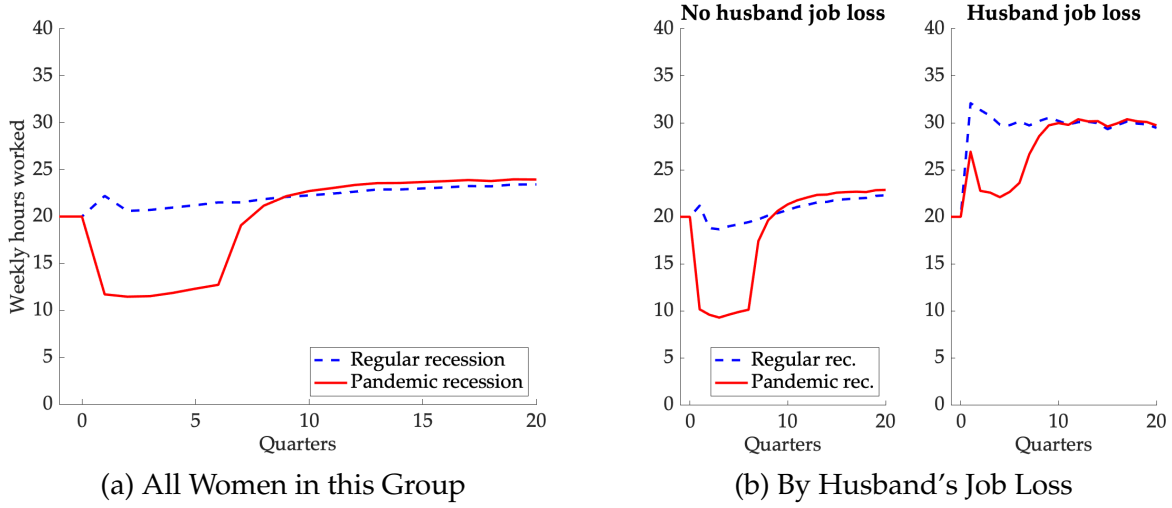 40
35
30
25
20
15
10
5
0
Weekly hours worked
Regular recession
Pandemic recession
0 5 10 15 20
Quarters
(a) All Women in this Group
No husband job loss
40
35
30
25
20
15
10
5
0
Regular rec.
Pandemic rec.
0 10 20
Quarters
Husband job loss
40
35
30
25
20
15
10
5
0
0 10 20
Quarters
(b) By Husband's Job Loss